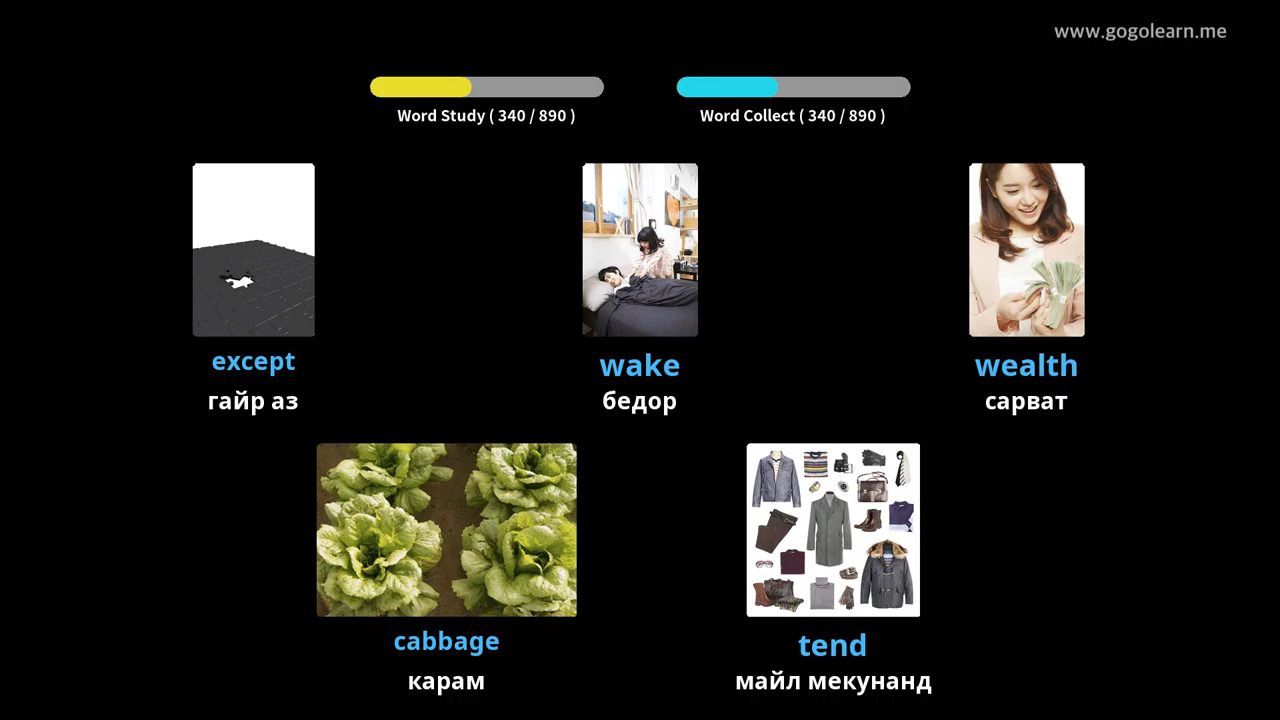 www.gogolearn.me
Word Study ( 340 / 890 )
Word Collect ( 340 / 890 )
except
гайр аз
wake
бедор
wealth
сарват
cabbage
карам
tend
майл мекунанд